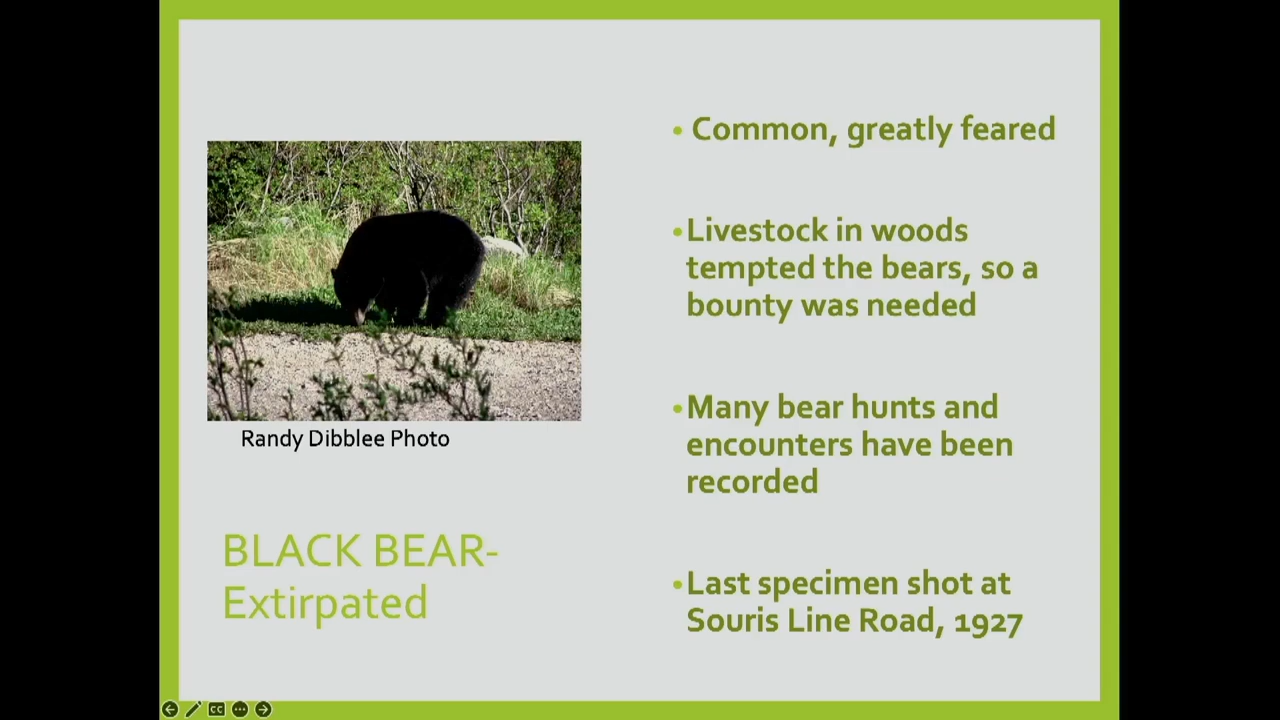 Common, greatly feared
Livestock in woods
tempted the bears, so a
bounty was needed
Many bear hunts and
encounters have been
recorded
Last specimen shot at
Souris Line Road, 1927
Randy Dibblee Photo
BLACK BEAR-
Extirpated
CC